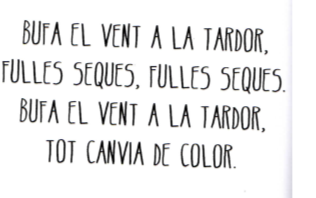 BUFA EL VENT A LA TARDOR,
FULLES SEQUES, FULLES SEQUES.
BUFA EL VENT A LA TARDOR,
TOT CANVIA DE COLOR.